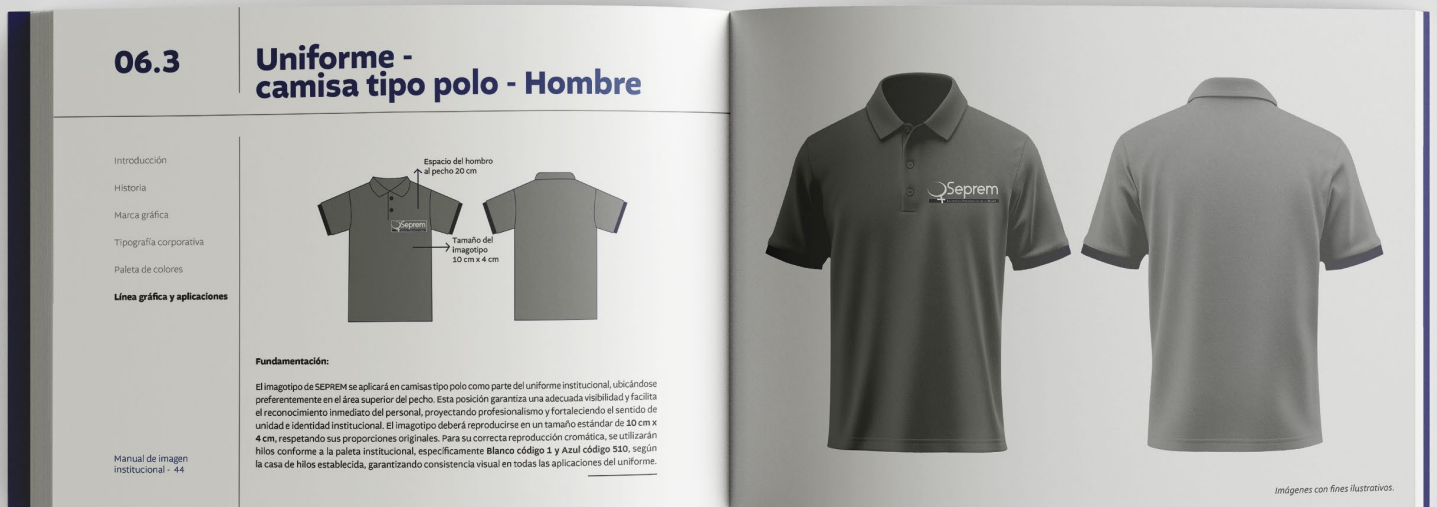 06.3
Uniforme -
camisa tipo polo - Hombre
Introducción
Historia
Marca gráfica
Tipografía corporativa
Paleta de colores
Línea gráfica y aplicaciones
Espacio del hombro
al pecho 20 cm
Seprem
Tamaño del
imagotipo
10 cm x 4 cm
Fundamentación:
El imagotipo de SEPREM se aplicará en camisas tipo polo como parte del uniforme institucional, ubicándose
preferentemente en el área superior del pecho. Esta posición garantiza una adecuada visibilidad y facilita
el reconocimiento inmediato del personal, proyectando profesionalismo y fortaleciendo el sentido de
unidad e identidad institucional. El imagotipo deberá reproducirse en un tamaño estándar de 10 cm x
4 cm, respetando sus proporciones originales. Para su correcta reproducción cromática, se utilizarán
hilos conforme a la paleta institucional, específicamente Blanco código 1 y Azul código 510, según
la casa de hilos establecida, garantizando consistencia visual en todas las aplicaciones del uniforme.
Manual de imagen
institucional - 44
Seprem
Imágenes con fines ilustrativos.